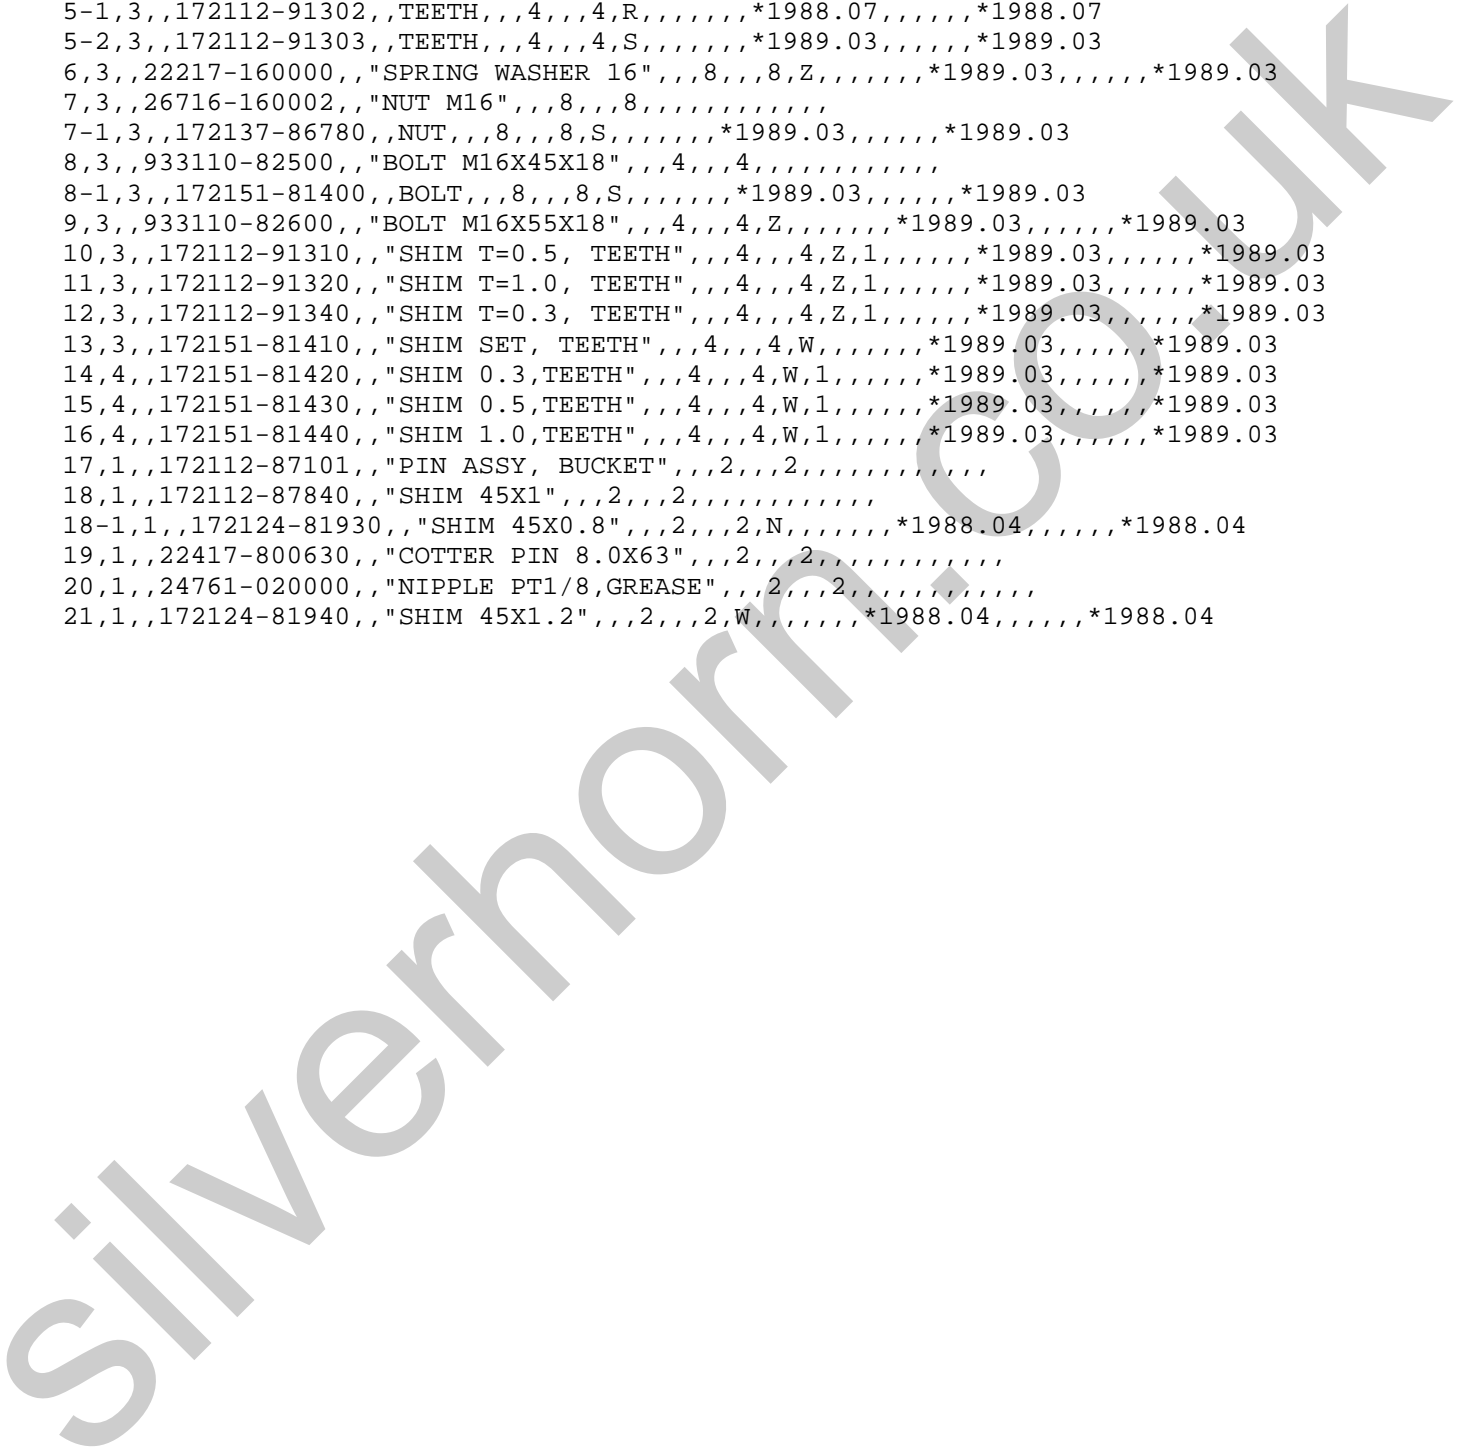 5-1,3,,172112-91302,,TEETH,,,4,,,4,R,,,,,,,*1988.07,,,,,,*1988.07
5-2,3,,172112-91303,,TEETH,,,4,,,4,S,,,,,,,*1989.03,,,,,,*1989.03
6,3,,22217-160000,,"SPRING WASHER 16",,,8,,,8,Z,,,,,,,*1989.03,,,,,,*1989.03
7,3,,26716-160002,,"NUT M16",,,8,,,8,,,,,,,,,,,,
7-1,3,,172137-86780,,NUT,,,8,,,8,S,,,,,,,*1989.03,,,,,,*1989.03
8,3,,933110-82500,,"BOLT M16X45X18",,,4,,,4,,,,,,,,,,,,
8-1,3,,172151-81400,,BOLT,,,8,,,8,S,,,,,,,*1989.03,,,,,,*1989.03
9,3,,933110-82600,,"BOLT M16X55X18",,,4,,,4,Z,,,,,,,*1989.03,,,,,,*1989.03
10,3,,172112-91310,,"SHIM T=0.5, TEETH",,,4,,,4,Z,1,,,,,,*1989.03,,,,,,*1989.03
11,3,,172112-91320,,"SHIM T=1.0, TEETH",,,4,,,4,Z,1,,,,,,*1989.03,,,,,,*1989.03
12,3,,172112-91340,,"SHIM T=0.3, TEETH",,,4,,,4,Z,1,,,,,,*1989.03,,,,,,*1989.03
13,3,,172151-81410,,"SHIM SET, TEETH",,,4,,,4,W,,,,,,,*1989.03,,,,,,*1989.03
14,4,,172151-81420,,"SHIM 0.3,TEETH",,,4,,,4,W,1,,,,,,*1989.03,,,,,,*1989.03
15,4,,172151-81430,,"SHIM 0.5,TEETH",,,4,,,4,W,1,,,,,,*1989.03,,,,,,*1989.03
16,4,,172151-81440,,"SHIM 1.0,TEETH",,,4,,,4,W,1,,,,,,*1989.03,,,,,,*1989.03
17,1,,172112-87101,,"PIN ASSY, BUCKET",,,2,,,2,,,,,,,,,,,,
18,1,,172112-87840,,"SHIM 45X1",,,2,,,2,,,,,,,,,,,,
18-1,1,,172124-81930,,"SHIM 45X0.8",,,2,,,2,N,,,,,,,*1988.04,,,,,,*1988.04
19,1,,22417-800630,,"COTTER PIN 8.0X63",,,2,,,2,,,,,,,,,,,,
20,1,,24761-020000,,"NIPPLE PT1/8,GREASE",,,2,,,2,,,,,,,,,,,,
21,1,,172124-81940,,"SHIM 45X1.2",,,2,,,2,W,,,,,,,*1988.04,,,,,,*1988.04
silverhorn.co.uk